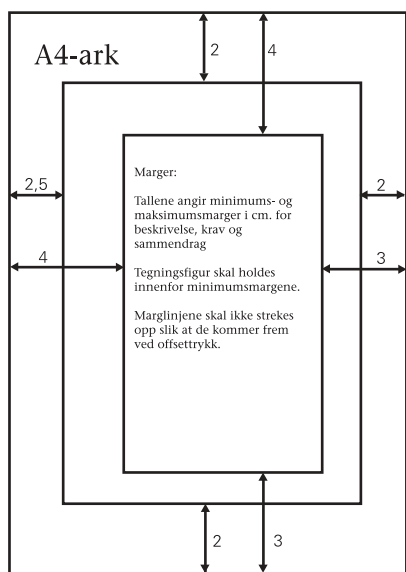 2
4
A4-ark
Marger:
Tallene angir minimums- og
maksimumsmarger i cm. for
beskrivelse, krav og
sammendrag
2,5
2
Tegningsfigur skal holdes
innenfor minimumsmargene.
4
3
Marglinjene skal ikke strekes
opp slik at de kommer frem
ved offsettrykk.
2
3